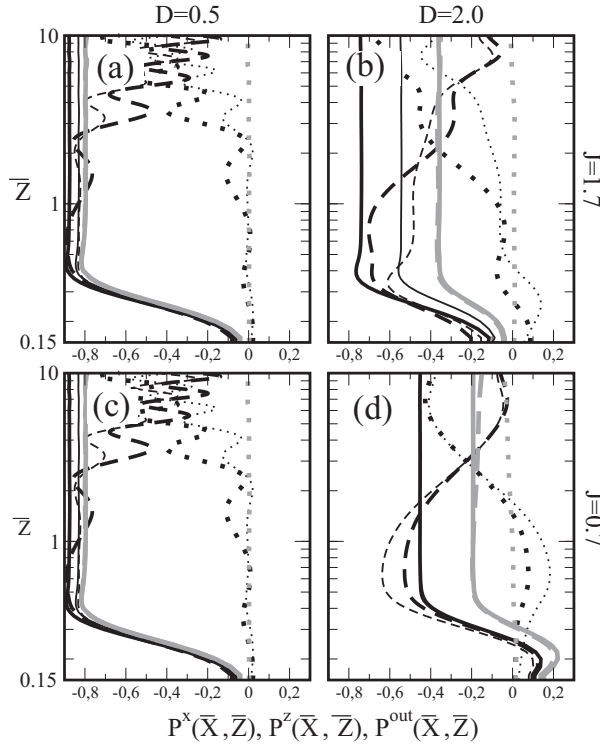 D=0.5 D=2.0
10
(a) (b)
Z̅ 1
J=1.7
0.15
-0,8 -0,6 -0,4 -0,2 0 0,2 -0,8 -0,6 -0,4 -0,2 0 0,2
10
(c) (d)
Z̅ 1
J=0.7
0.15
-0,8 -0,6 -0,4 -0,2 0 0,2 -0,8 -0,6 -0,4 -0,2 0 0,2
Pˣ(X̅,Z̅), Pᶻ(X̅,Z̅), Pᵒᵘᵗ(X̅,Z̅)